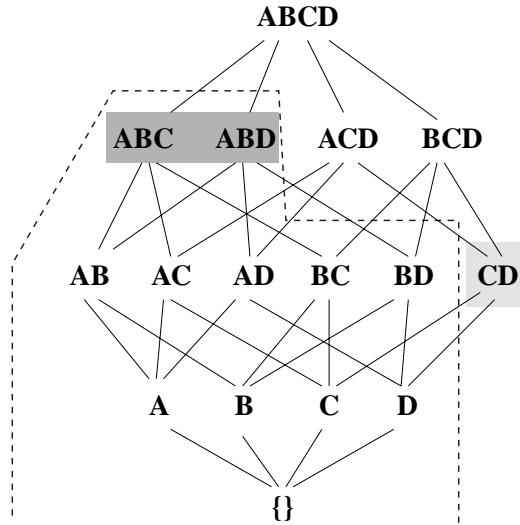 ABCD
ABC ABD ACD BCD
AB AC AD BC BD CD
A B C D
{}